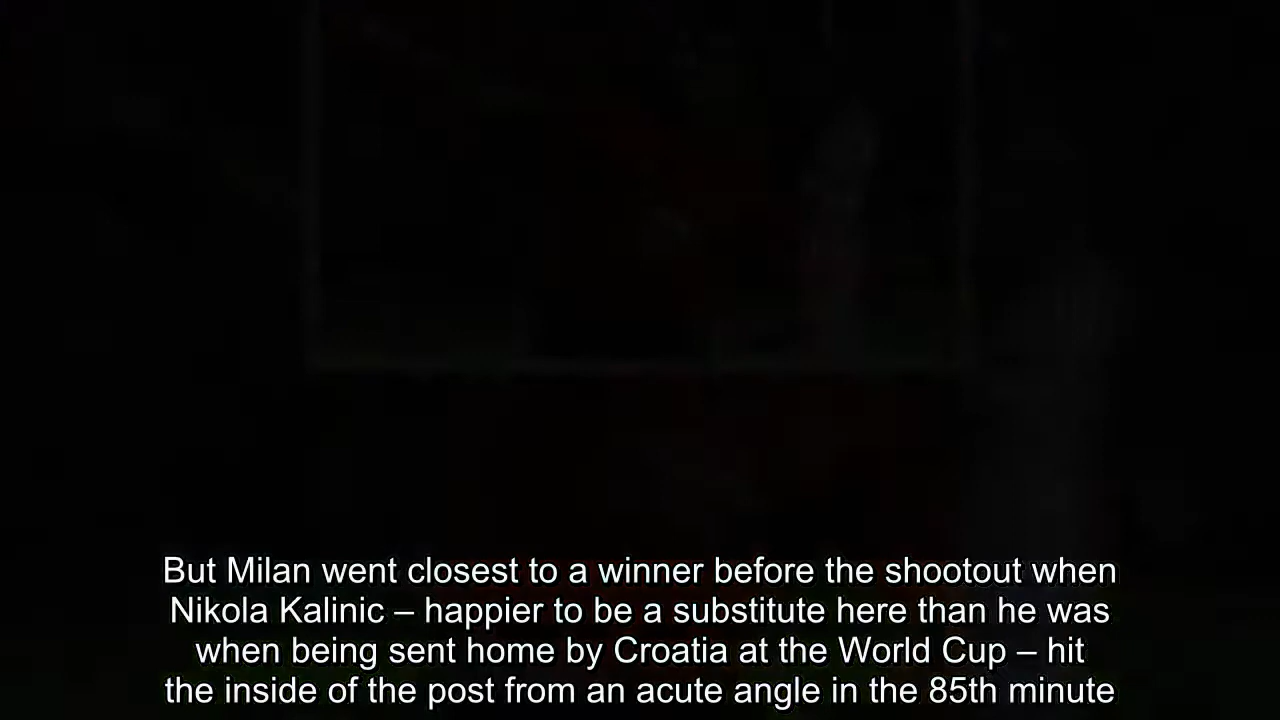 But Milan went closest to a winner before the shootout when
Nikola Kalinic – happier to be a substitute here than he was
when being sent home by Croatia at the World Cup – hit
the inside of the post from an acute angle in the 85th minute